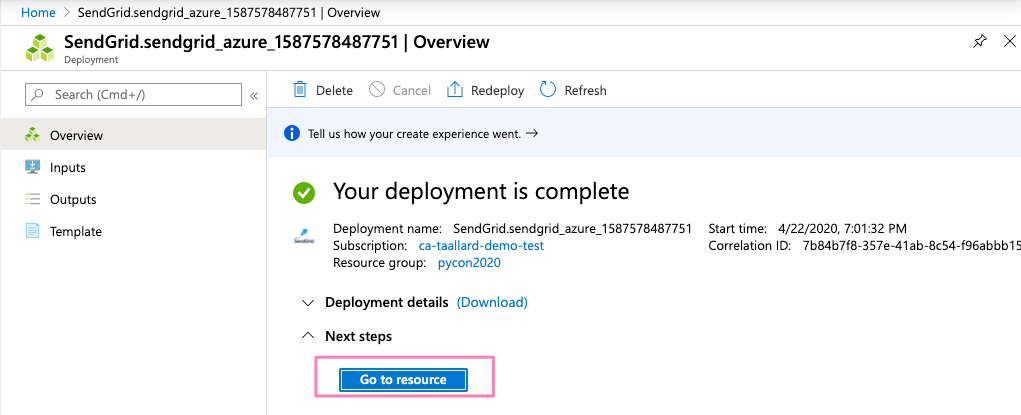 Home > SendGrid.sendgrid_azure_1587578487751 | Overview
SendGrid.sendgrid_azure_1587578487751 | Overview
Deployment
Search (Cmd+/)
«
Delete
Cancel
Redeploy
Refresh
Overview
Inputs
Outputs
Template
Tell us how your create experience went. →
Your deployment is complete
SendGrid
Deployment name: SendGrid.sendgrid_azure_1587578487751
Subscription: ca-taallard-demo-test
Resource group: pycon2020
Start time: 4/22/2020, 7:01:32 PM
Correlation ID: 7b84b7f8-357e-41ab-8c54-f96abbb15
Deployment details (Download)
Next steps
Go to resource